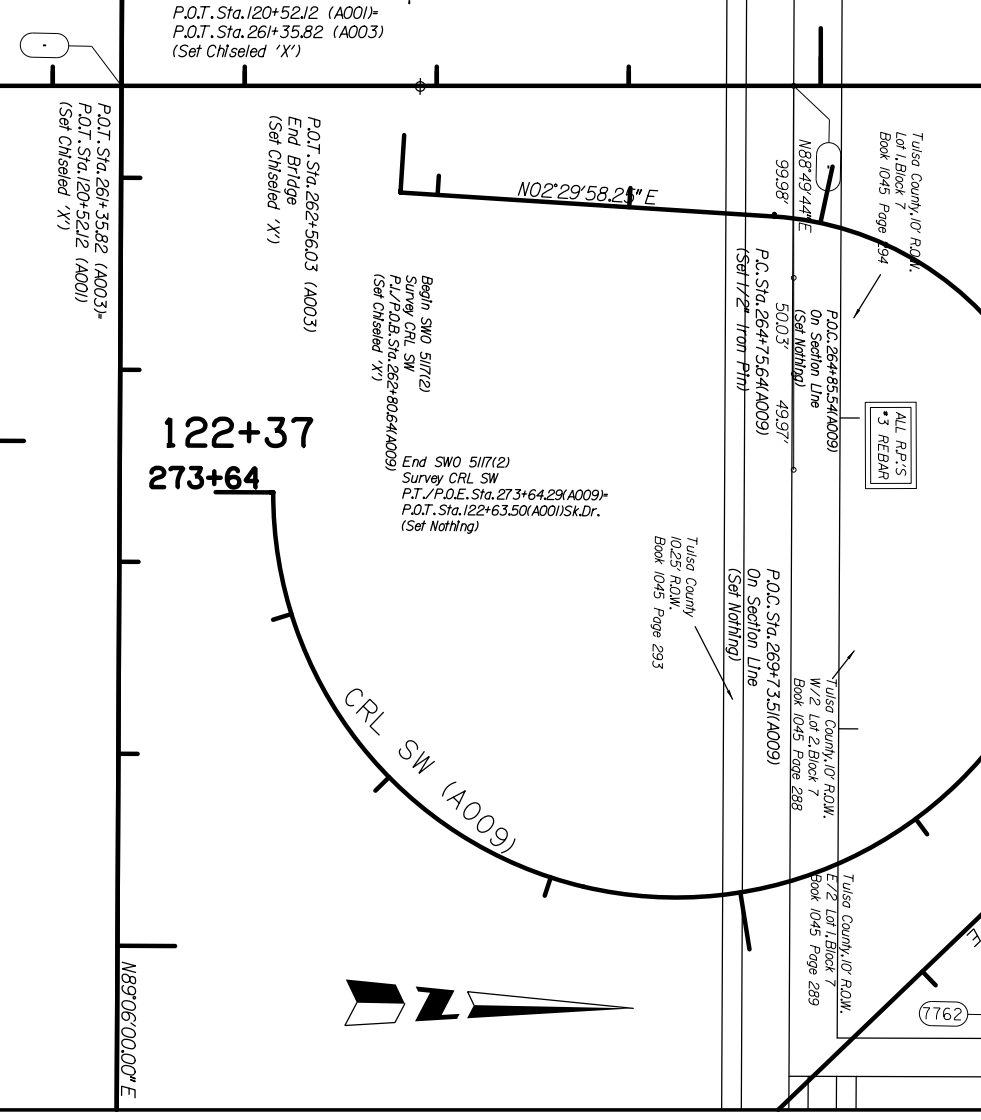 P.O.T. Sta. 120+52.12 (A001)=
P.O.T. Sta. 261+35.82 (A003)
(Set Chiseled 'X')
P.O.T. Sta. 261+35.82 (A003)=
P.O.T. Sta. 120+52.12 (A001)
(Set Chiseled 'X')
P.O.T. Sta. 262+56.03 (A003)
End Bridge
(Set Chiseled 'X')
N02°29'58.25" E
N88°49'44"E
99.98'
50.03'
49.97'
Tulsa County, 10' R.O.W.
Lot 1, Block 7
Book 1045 Page 294
Begin SWO 5117(2)
Survey CRL SW
P.I./P.O.B. Sta. 262+80.64(A009)
(Set Chiseled 'X')
P.C. Sta. 264+75.64(A009)
(Set 1/2" Iron Pin)
P.O.C. 264+85.54(A009)
On Section Line
(Set Nothing)
ALL R.P.'S
#3 REBAR
122+37
273+64
End SWO 5117(2)
Survey CRL SW
P.T./P.O.E. Sta. 273+64.29(A009)=
P.O.T. Sta. 122+63.50(A001)Sk.Dr.
(Set Nothing)
Tulsa County
10.25' R.O.W.
Book 1045 Page 293
P.O.C. Sta. 269+73.51(A009)
On Section Line
(Set Nothing)
Tulsa County, 10' R.O.W.
W/2 Lot 2, Block 7
Book 1045 Page 288
CRL SW (A009)
Tulsa County, 10' R.O.W.
E/2 Lot 1, Block 7
Book 1045 Page 289
N89°06'00.00" E
N
E
7762